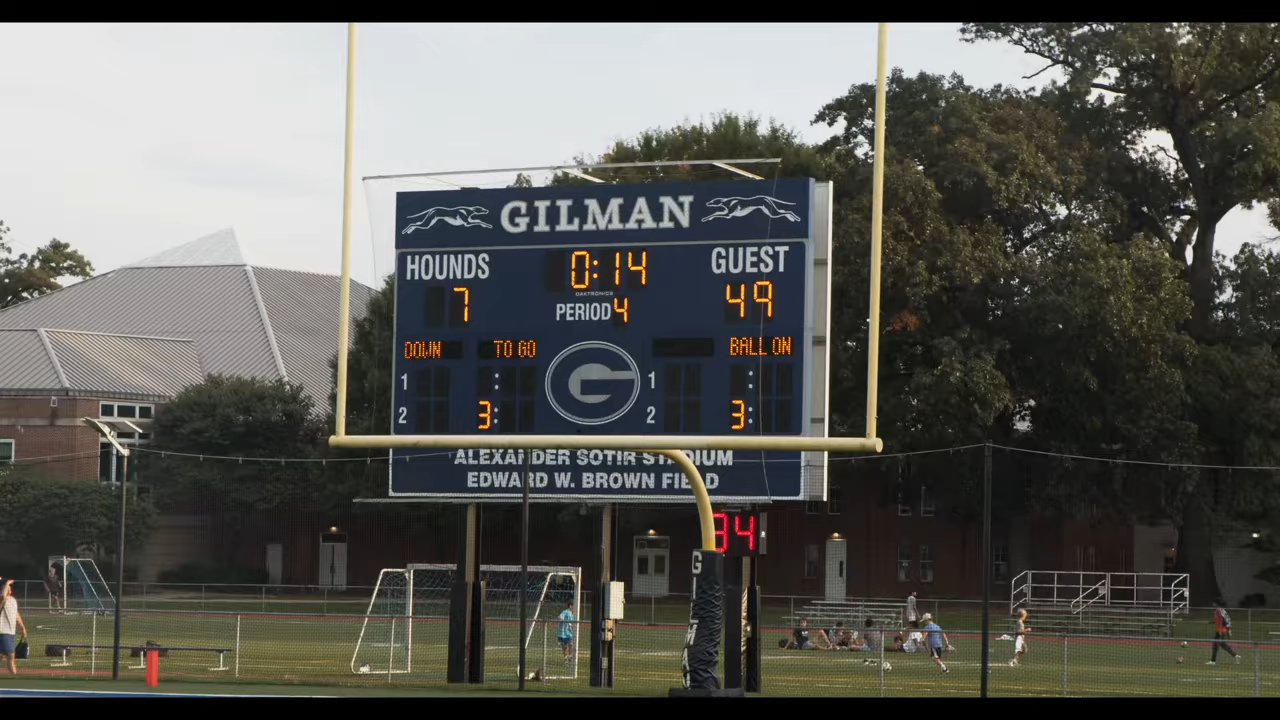 GILMAN
HOUNDS 0:14 GUEST
DAKTRONICS
7 PERIOD 4 49
DOWN TO GO BALL ON
1 : G 1 :
2 3: 2 3:
ALEXANDER SOTIR STADIUM
EDWARD W. BROWN FIELD
34
GILMAN